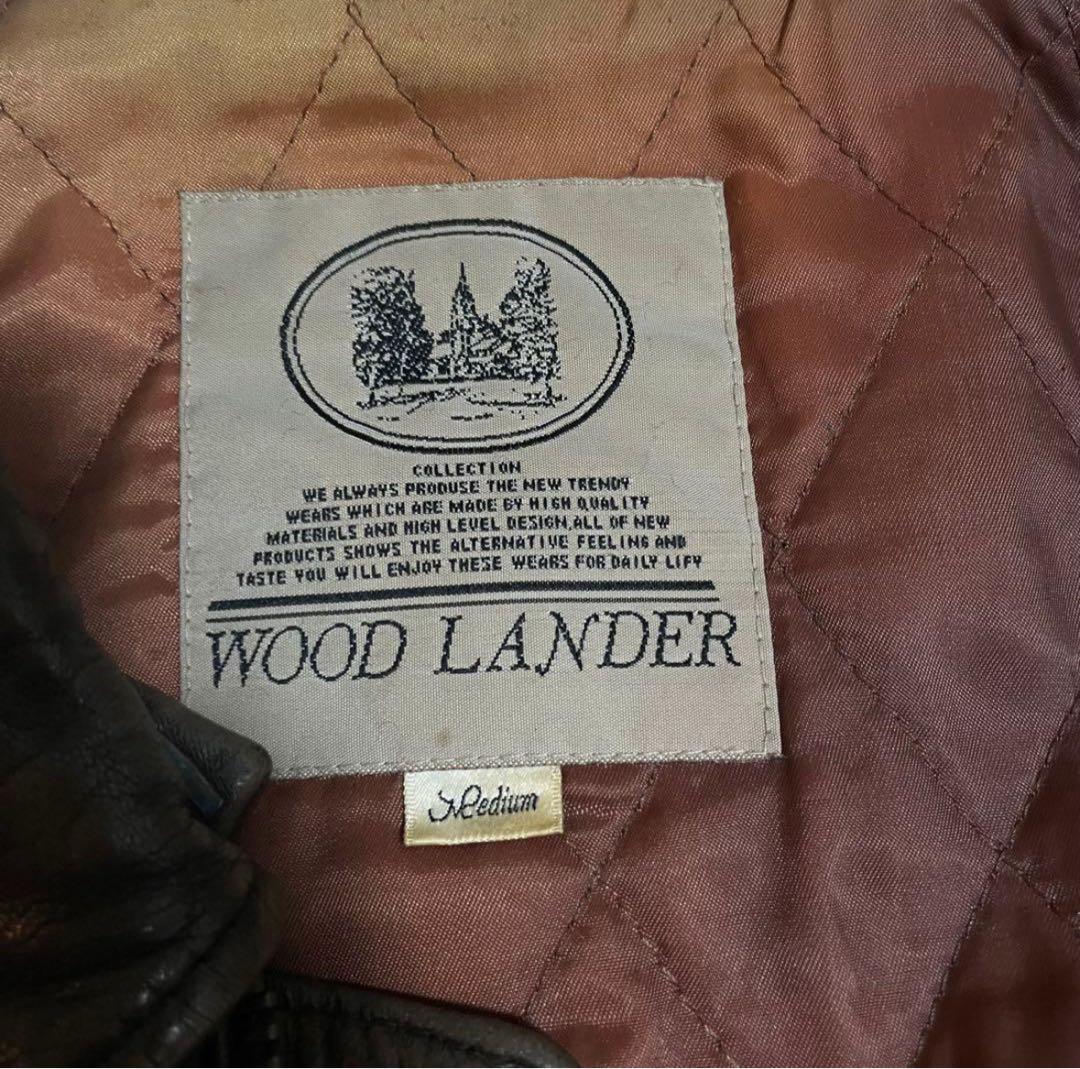 COLLECTION
WE ALWAYS PRODUSE THE NEW TRENDY
WEARS WHICH ARE MADE BY HIGH QUALITY
MATERIALS AND HIGH LEVEL DESIGN,ALL OF NEW
PRODUCTS SHOWS THE ALTERNATIVE FEELING AND
TASTE YOU WILL ENJOY THESE WEARS FOR DAILY LIFY
WOOD LANDER
Medium